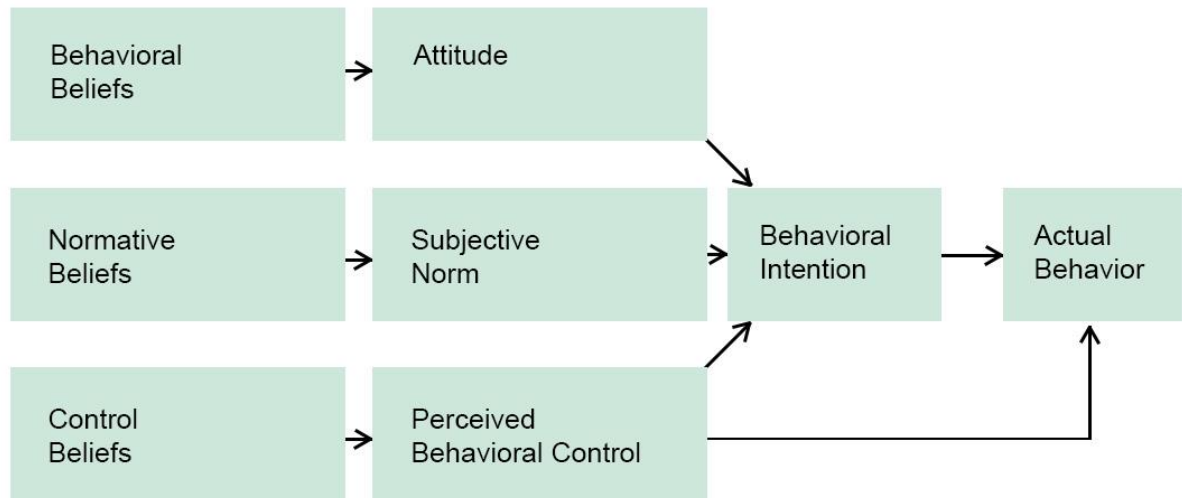 Behavioral
Beliefs
Attitude
Normative
Beliefs
Subjective
Norm
Behavioral
Intention
Actual
Behavior
Control
Beliefs
Perceived
Behavioral Control